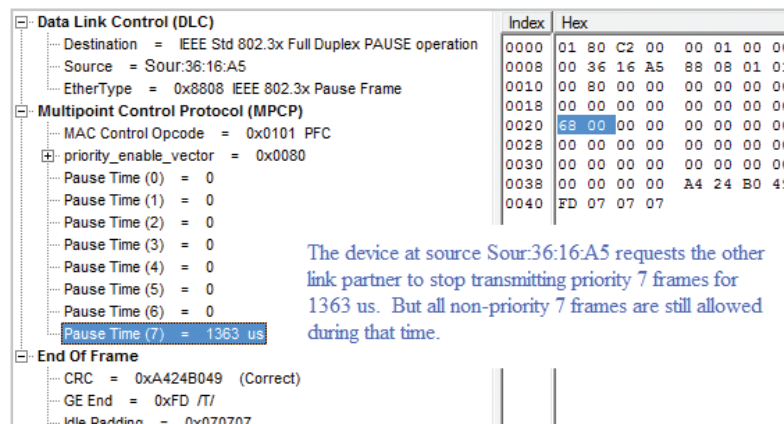 Data Link Control (DLC)
Destination = IEEE Std 802.3x Full Duplex PAUSE operation
Source = Sour:36:16:A5
EtherType = 0x8808 IEEE 802.3x Pause Frame
Multipoint Control Protocol (MPCP)
MAC Control Opcode = 0x0101 PFC
priority_enable_vector = 0x0080
Pause Time (0) = 0
Pause Time (1) = 0
Pause Time (2) = 0
Pause Time (3) = 0
Pause Time (4) = 0
Pause Time (5) = 0
Pause Time (6) = 0
Pause Time (7) = 1363 us
End Of Frame
CRC = 0xA424B049 (Correct)
GE End = 0xFD /T/
Idle Padding = 0x070707
Index Hex
0000 01 80 C2 00 00 01 00
0008 00 36 16 A5 88 08 01
0010 00 80 00 00 00 00 00
0018 00 00 00 00 00 00 00
0020 68 00 00 00 00 00 00
0028 00 00 00 00 00 00 00
0030 00 00 00 00 00 00 00
0038 00 00 00 00 A4 24 B0
0040 FD 07 07 07
The device at source Sour:36:16:A5 requests the other
link partner to stop transmitting priority 7 frames for
1363 us. But all non-priority 7 frames are still allowed
during that time.